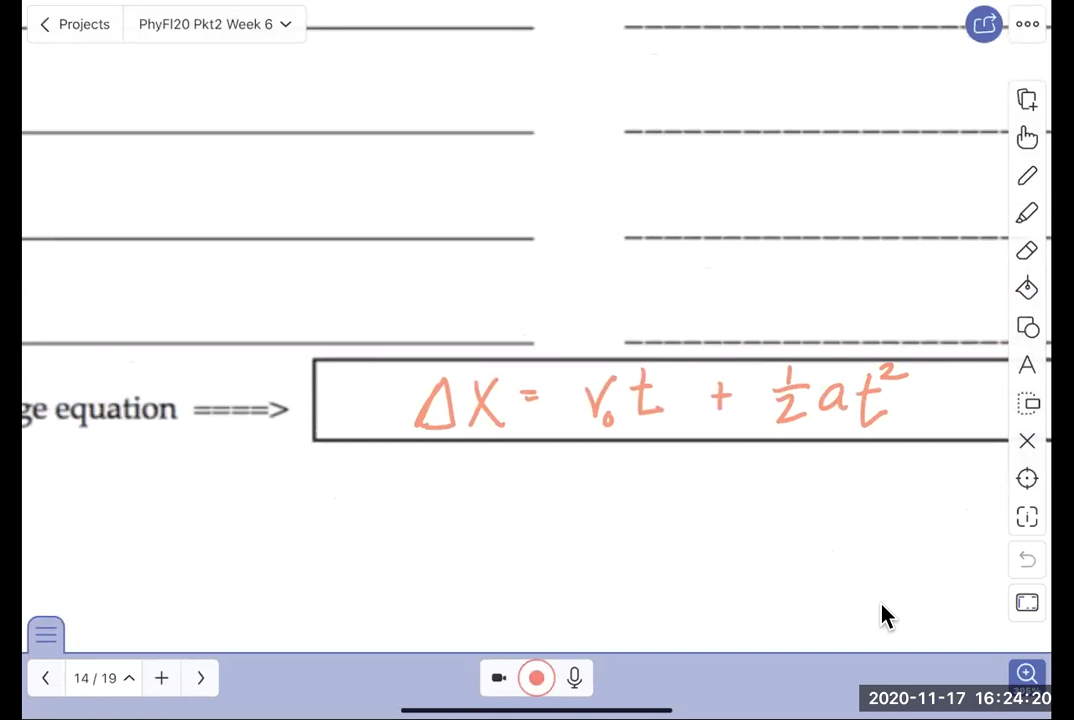 Projects PhyFl20 Pkt2 Week 6
ge equation ====> ΔX = v₀t + ½at²
14 / 19
2020-11-17 16:24:20